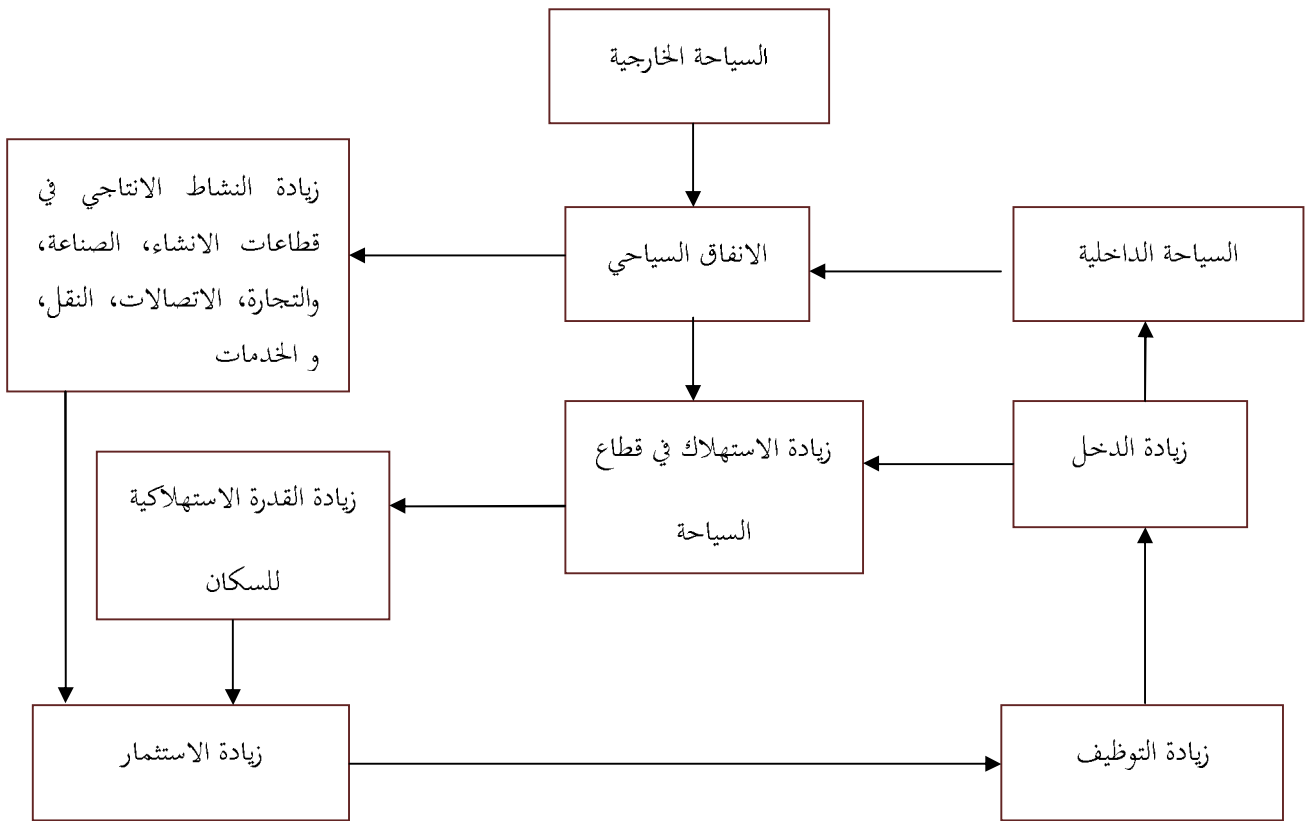 السياحة الخارجية
زيادة النشاط الانتاجي في
قطاعات الانشاء، الصناعة،
والتجارة، الاتصالات، النقل،
و الخدمات
الانفاق السياحي
السياحة الداخلية
زيادة الاستهلاك في قطاع
السياحة
زيادة الدخل
زيادة القدرة الاستهلاكية
للسكان
زيادة الاستثمار
زيادة التوظيف